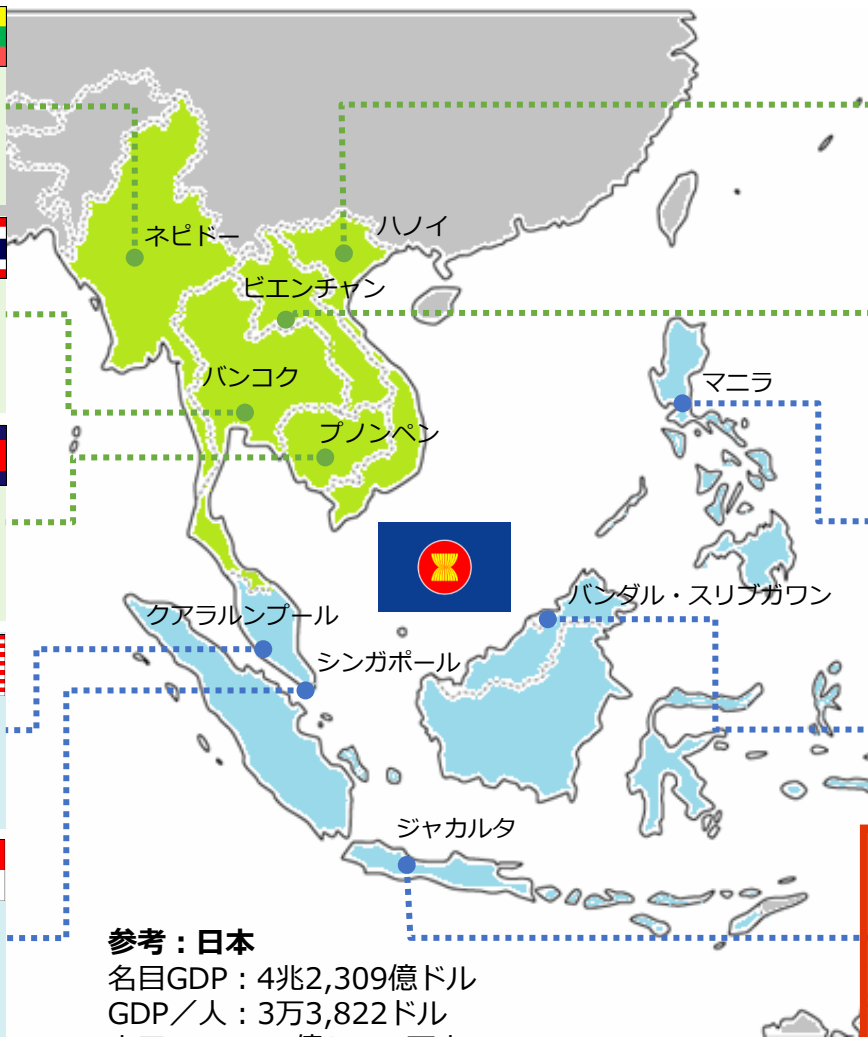 ネピドー
ハノイ
ビエンチャン
バンコク
マニラ
プノンペン
バンダル・スリブガワン
クアラルンプール
シンガポール
ジャカルタ
参考：日本
名目GDP：4兆2,309億ドル
GDP／人：3万3,822ドル